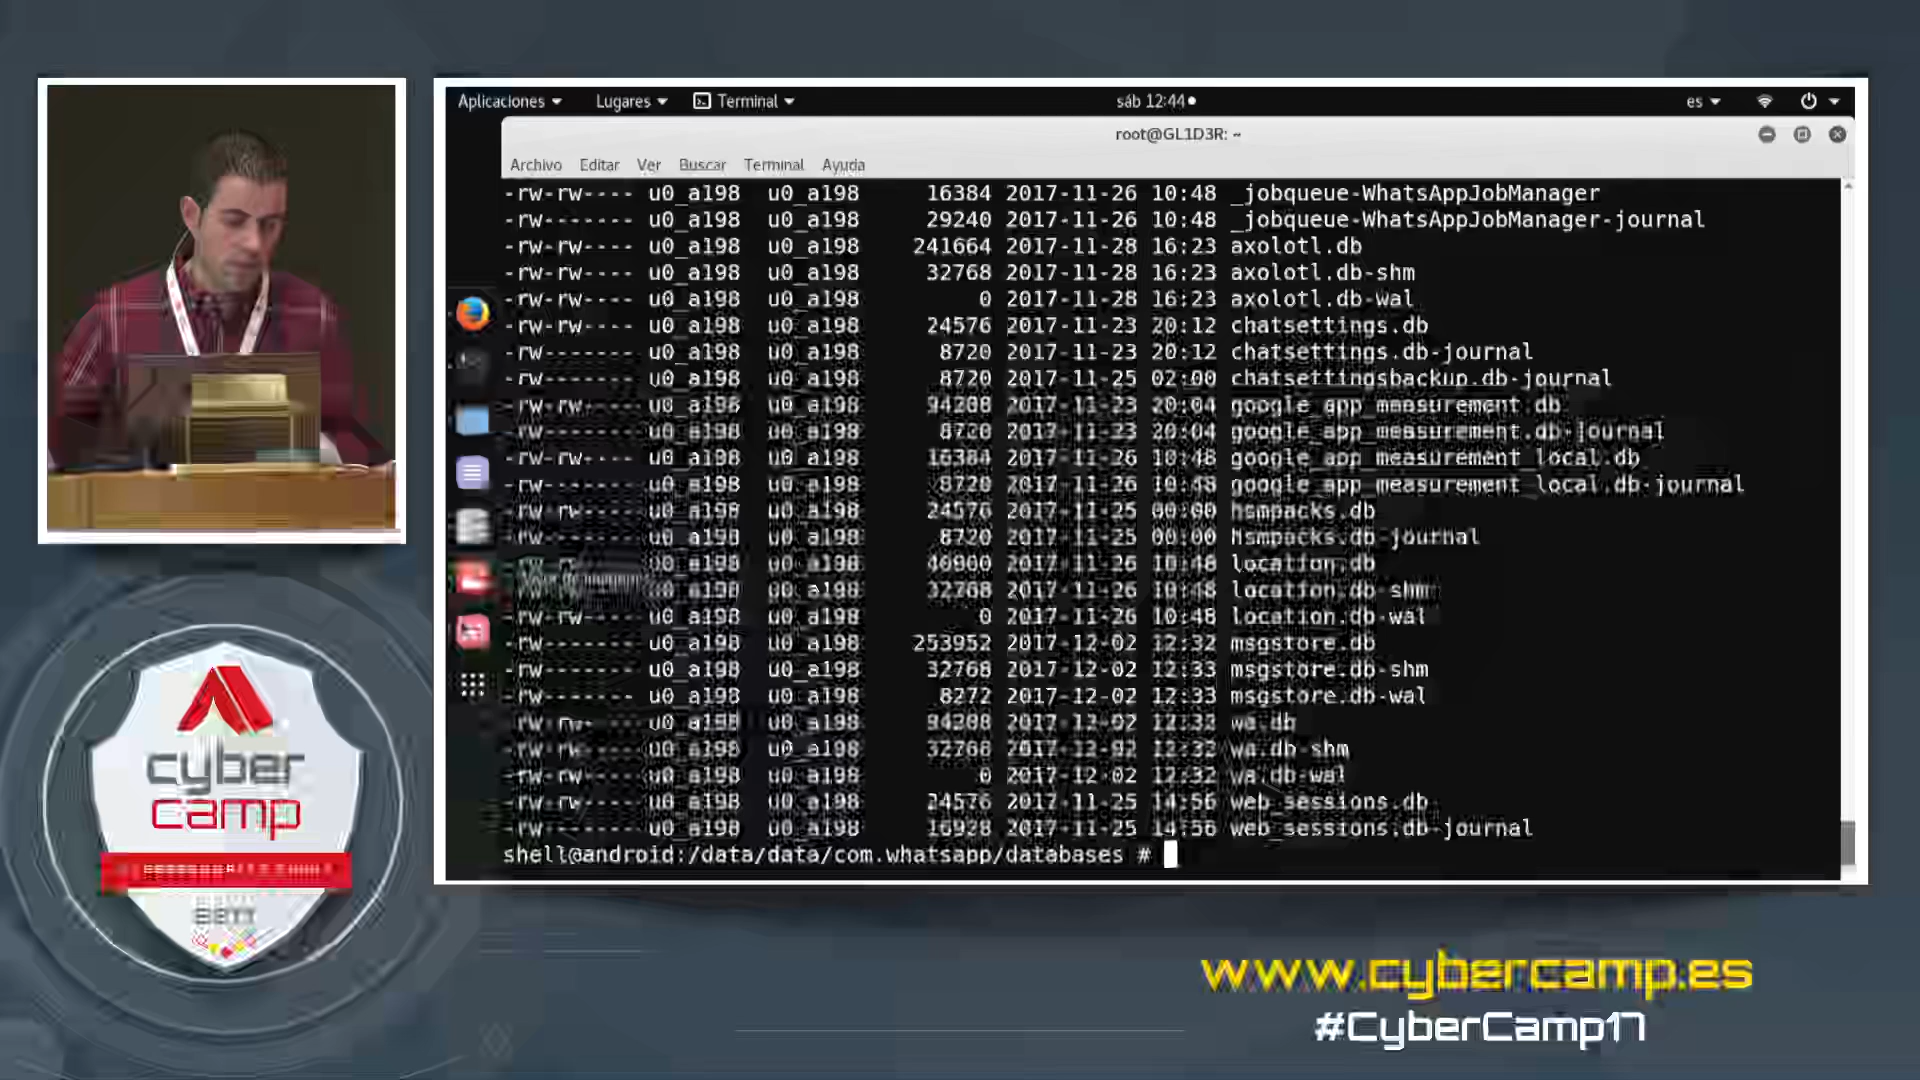 Aplicaciones Lugares Terminal sáb 12:44 es
root@GL1D3R: ~
Archivo Editar Ver Buscar Terminal Ayuda
-rw-rw---- u0_a198 u0_a198 16384 2017-11-26 10:48 _jobqueue-WhatsAppJobManager
-rw-rw---- u0_a198 u0_a198 29240 2017-11-26 10:48 _jobqueue-WhatsAppJobManager-journal
-rw-rw---- u0_a198 u0_a198 241664 2017-11-28 16:23 axolotl.db
-rw-rw---- u0_a198 u0_a198 32768 2017-11-28 16:23 axolotl.db-shm
-rw-rw---- u0_a198 u0_a198 0 2017-11-28 16:23 axolotl.db-wal
-rw-rw---- u0_a198 u0_a198 24576 2017-11-23 20:12 chatsettings.db
-rw------- u0_a198 u0_a198 8720 2017-11-23 20:12 chatsettings.db-journal
-rw------- u0_a198 u0_a198 8720 2017-11-25 02:00 chatsettingsbackup.db-journal
-rw-rw---- u0_a198 u0_a198 94208 2017-11-23 20:04 google_app_measurement.db
-rw------- u0_a198 u0_a198 8720 2017-11-23 20:04 google_app_measurement.db-journal
-rw-rw---- u0_a198 u0_a198 16384 2017-11-26 10:48 google_app_measurement_local.db
-rw------- u0_a198 u0_a198 8720 2017-11-26 10:48 google_app_measurement_local.db-journal
-rw-rw---- u0_a198 u0_a198 24576 2017-11-25 00:00 hsmpacks.db
-rw------- u0_a198 u0_a198 8720 2017-11-25 00:00 hsmpacks.db-journal
u0_a198 u0_a198 40960 2017-11-26 10:48 location.db
u0_a198 u0_a198 32768 2017-11-26 10:48 location.db-shm
-rw-rw---- u0_a198 u0_a198 0 2017-11-26 10:48 location.db-wal
-rw------- u0_a198 u0_a198 253952 2017-12-02 12:32 msgstore.db
-rw------- u0_a198 u0_a198 32768 2017-12-02 12:33 msgstore.db-shm
-rw------- u0_a198 u0_a198 8272 2017-12-02 12:33 msgstore.db-wal
-rw-rw---- u0_a198 u0_a198 94208 2017-12-02 12:32 wa.db
-rw-rw---- u0_a198 u0_a198 32768 2017-12-02 12:32 wa.db-shm
-rw-rw---- u0_a198 u0_a198 0 2017-12-02 12:32 wa.db-wal
-rw-rw---- u0_a198 u0_a198 24576 2017-11-25 14:56 web_sessions.db
-rw------- u0_a198 u0_a198 16928 2017-11-25 14:56 web_sessions.db-journal
shell@android:/data/data/com.whatsapp/databases #
cyber
camp
www.cybercamp.es
#CyberCamp17